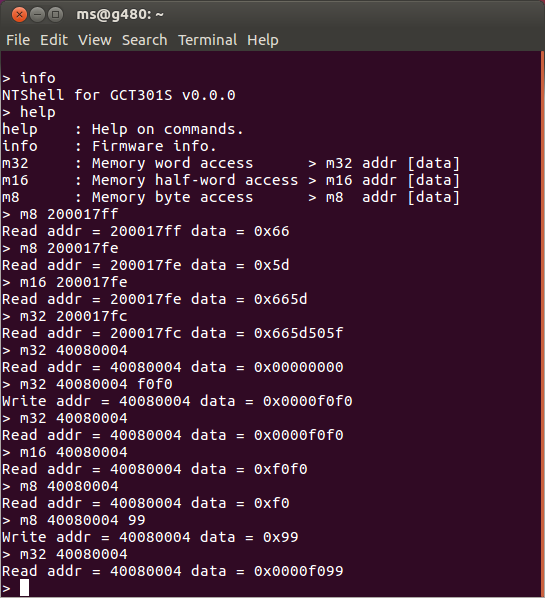 ms@g480: ~
File Edit View Search Terminal Help
> info
NTShell for GCT301S v0.0.0
> help
help    : Help on commands.
info    : Firmware info.
m32     : Memory word access      > m32 addr [data]
m16     : Memory half-word access > m16 addr [data]
m8      : Memory byte access      > m8  addr [data]
> m8 200017ff
Read addr = 200017ff data = 0x66
> m8 200017fe
Read addr = 200017fe data = 0x5d
> m16 200017fe
Read addr = 200017fe data = 0x665d
> m32 200017fc
Read addr = 200017fc data = 0x665d505f
> m32 40080004
Read addr = 40080004 data = 0x00000000
> m32 40080004 f0f0
Write addr = 40080004 data = 0x0000f0f0
> m32 40080004
Read addr = 40080004 data = 0x0000f0f0
> m16 40080004
Read addr = 40080004 data = 0xf0f0
> m8 40080004
Read addr = 40080004 data = 0xf0
> m8 40080004 99
Write addr = 40080004 data = 0x99
> m32 40080004
Read addr = 40080004 data = 0x0000f099
>